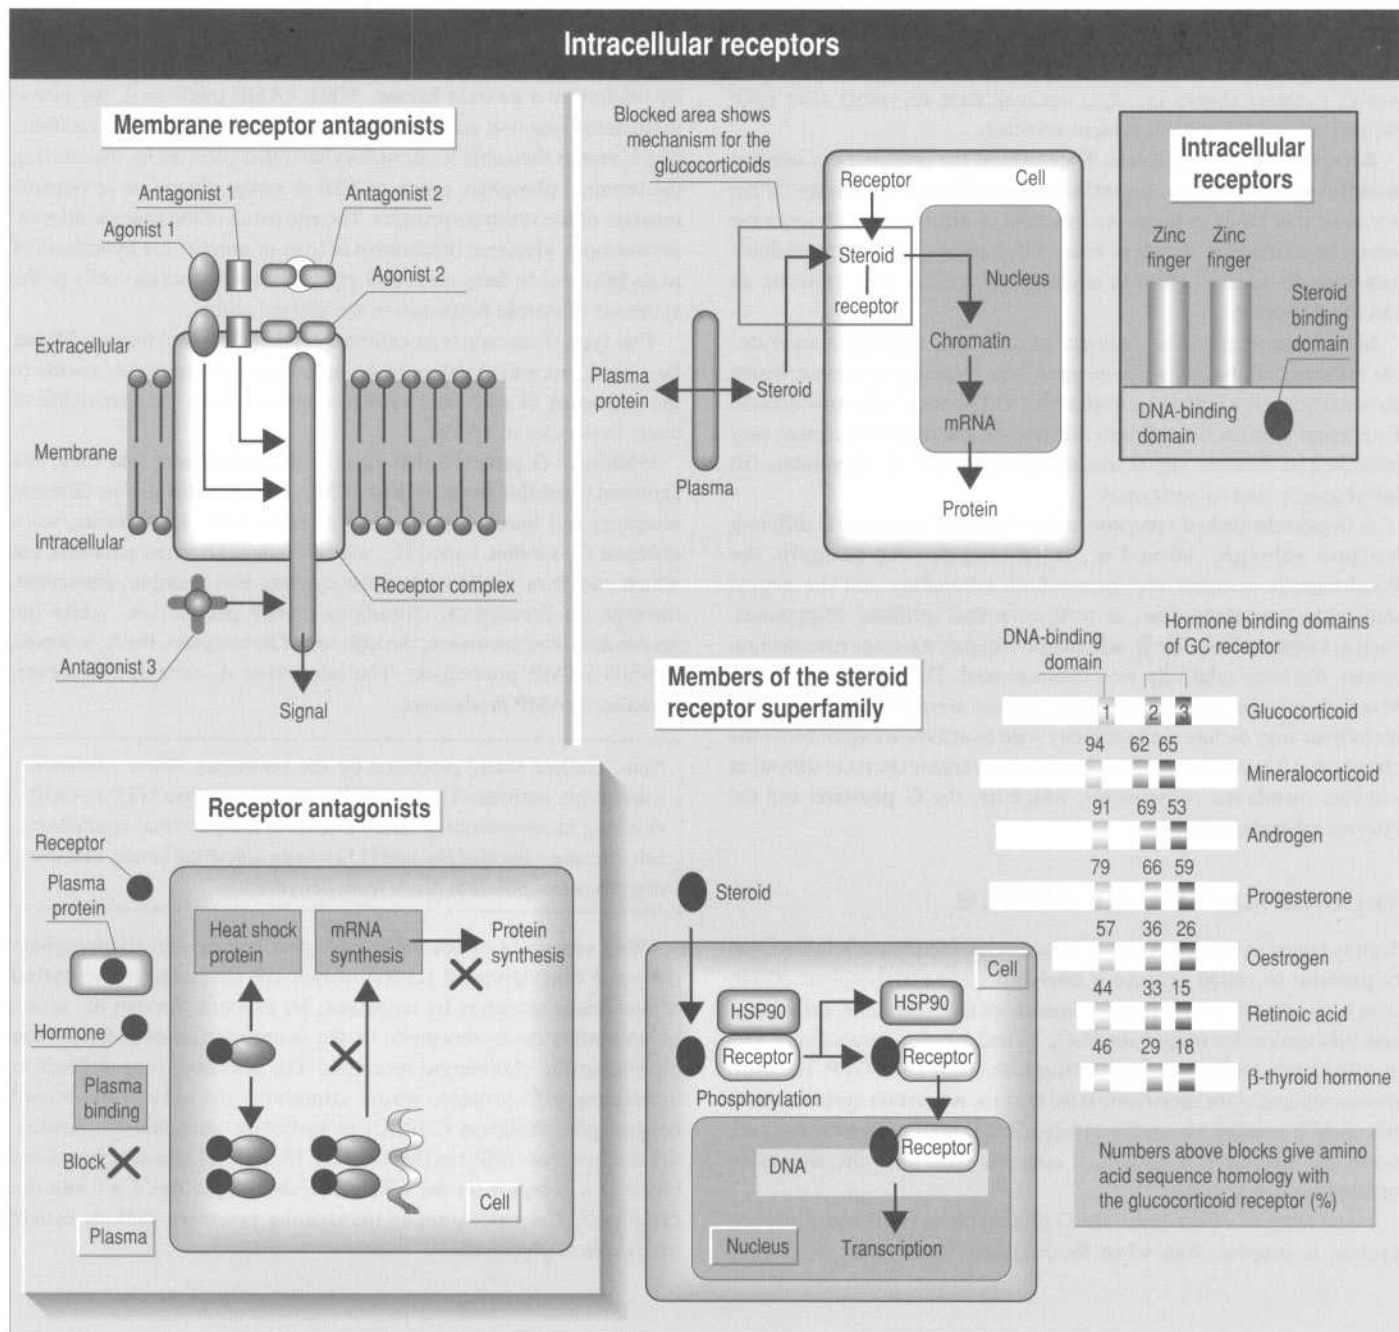 Intracellular receptors
Membrane receptor antagonists
Antagonist 1
Antagonist 2
Agonist 1
Agonist 2
Extracellular
Membrane
Intracellular
Receptor complex
Antagonist 3
Signal
Blocked area shows
mechanism for the
glucocorticoids
Receptor
Cell
Steroid
receptor
Nucleus
Chromatin
mRNA
Protein
Plasma
protein
Steroid
Plasma
Intracellular
receptors
Zinc
finger
Zinc
finger
Steroid
binding
domain
DNA-binding
domain
Receptor antagonists
Receptor
Plasma
protein
Hormone
Plasma
binding
Block
Plasma
Heat shock
protein
mRNA
synthesis
Protein
synthesis
Cell
Members of the steroid
receptor superfamily
Steroid
Cell
HSP90
HSP90
Receptor
Receptor
Phosphorylation
Receptor
DNA
Nucleus
Transcription
DNA-binding
domain
Hormone binding domains
of GC receptor
1 2 3 Glucocorticoid
94 62 65
Mineralocorticoid
91 69 53
Androgen
79 66 59
Progesterone
57 36 26
Oestrogen
44 33 15
Retinoic acid
46 29 18
β-thyroid hormone
Numbers above blocks give amino
acid sequence homology with
the glucocorticoid receptor (%)